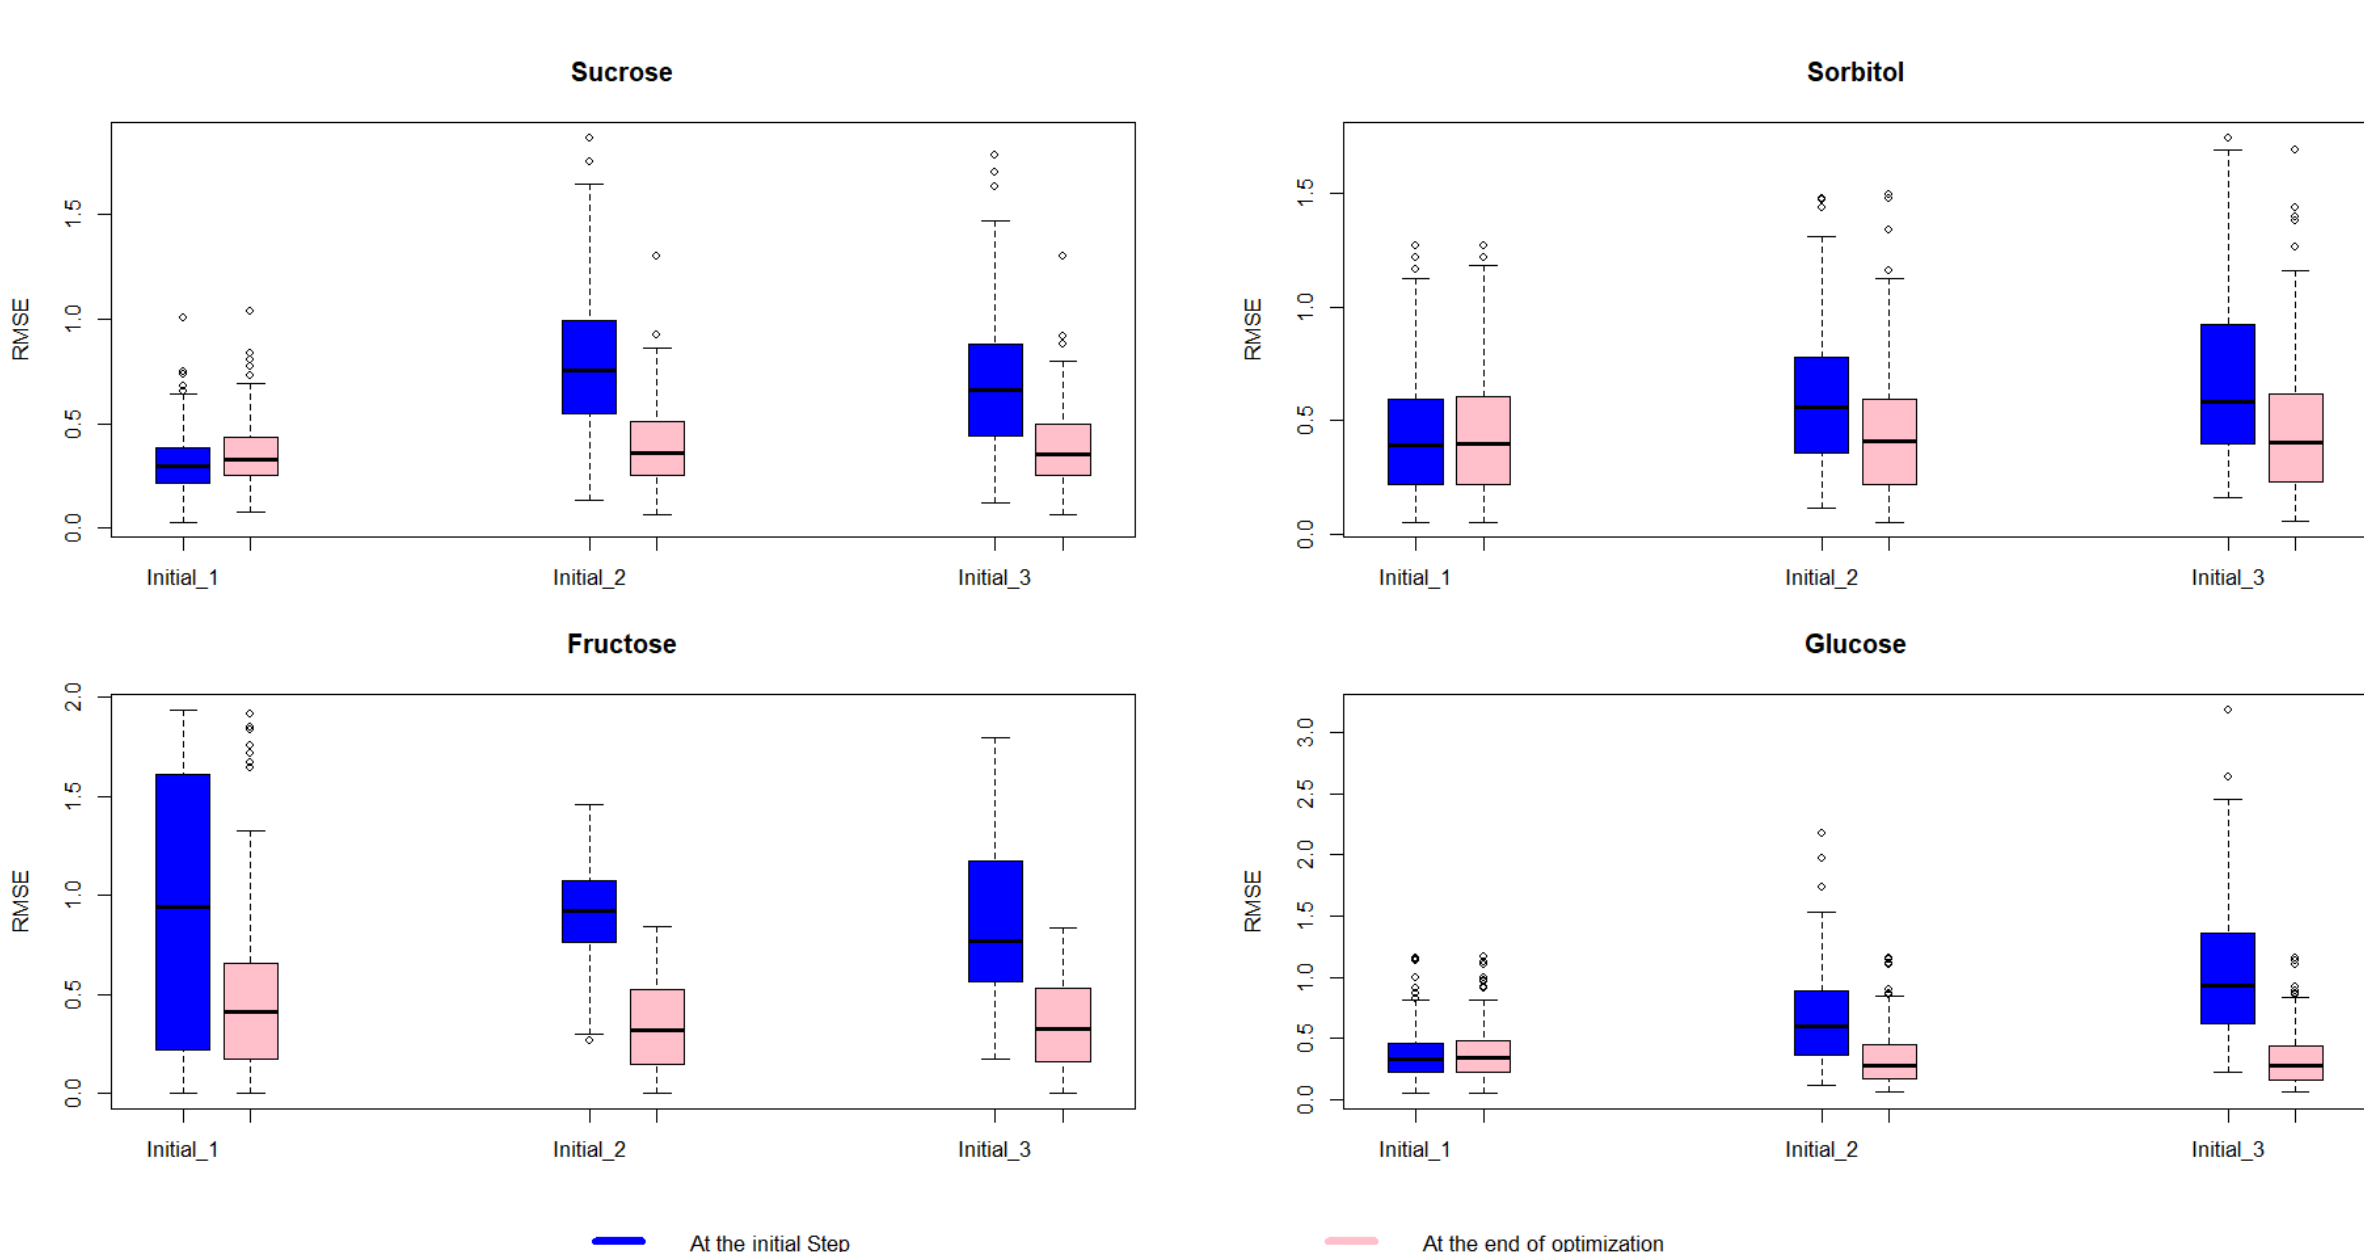 Sucrose
Sorbitol
RMSE
0.0 0.5 1.0 1.5
RMSE
0.0 0.5 1.0 1.5
Initial_1 Initial_2 Initial_3
Initial_1 Initial_2 Initial_3
Fructose
Glucose
RMSE
0.0 0.5 1.0 1.5 2.0
RMSE
0.0 0.5 1.0 1.5 2.0 2.5 3.0
Initial_1 Initial_2 Initial_3
Initial_1 Initial_2 Initial_3
At the initial Step
At the end of optimization